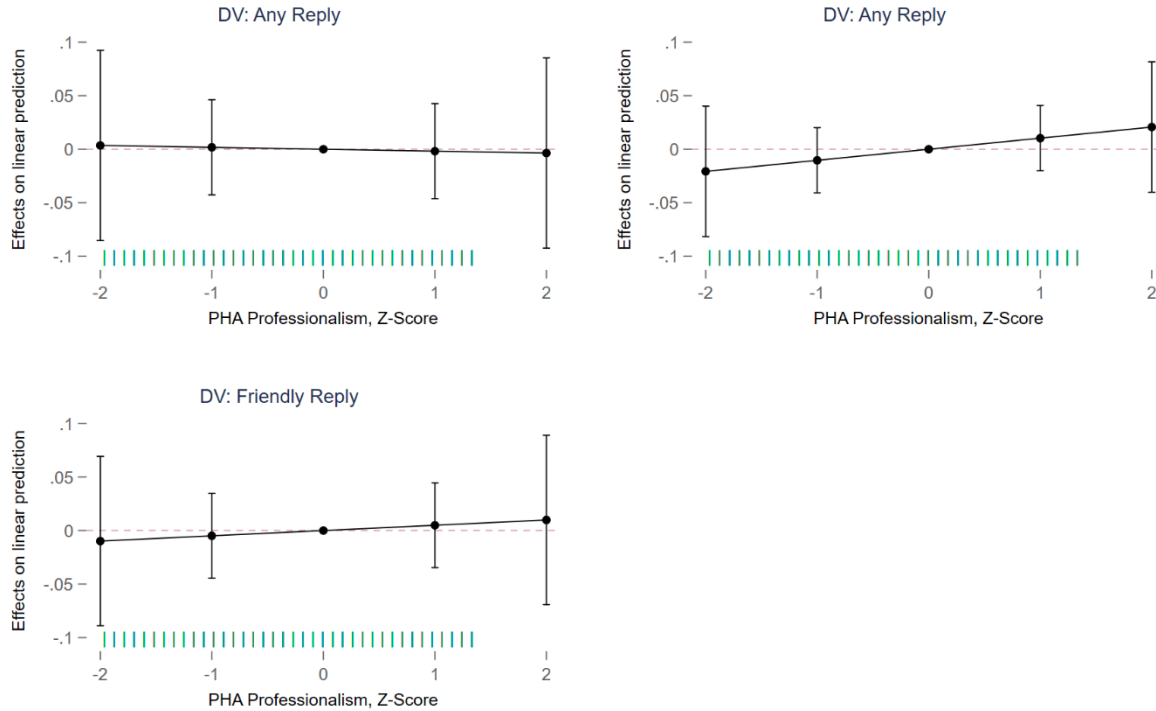 DV: Any Reply
Effects on linear prediction
.1
.05
0
-.05
-.1
-2 -1 0 1 2
PHA Professionalism, Z-Score
DV: Any Reply
Effects on linear prediction
.1
.05
0
-.05
-.1
-2 -1 0 1 2
PHA Professionalism, Z-Score
DV: Friendly Reply
Effects on linear prediction
.1
.05
0
-.05
-.1
-2 -1 0 1 2
PHA Professionalism, Z-Score